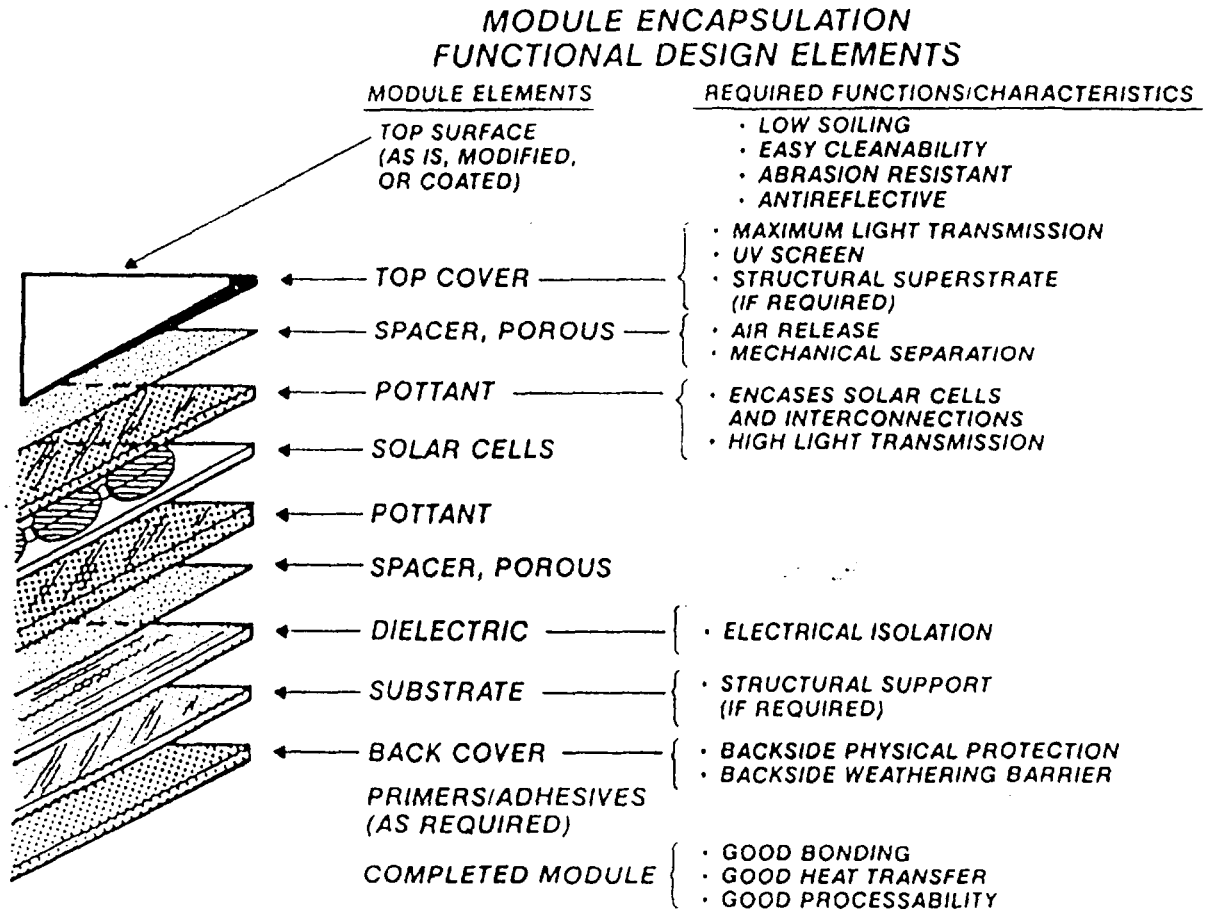 MODULE ENCAPSULATION
FUNCTIONAL DESIGN ELEMENTS
MODULE ELEMENTS
REQUIRED FUNCTIONS/CHARACTERISTICS
TOP SURFACE
(AS IS, MODIFIED,
OR COATED)
· LOW SOILING
· EASY CLEANABILITY
· ABRASION RESISTANT
· ANTIREFLECTIVE
TOP COVER
· MAXIMUM LIGHT TRANSMISSION
· UV SCREEN
· STRUCTURAL SUPERSTRATE
(IF REQUIRED)
SPACER, POROUS
· AIR RELEASE
· MECHANICAL SEPARATION
POTTANT
· ENCASES SOLAR CELLS
AND INTERCONNECTIONS
· HIGH LIGHT TRANSMISSION
SOLAR CELLS
POTTANT
SPACER, POROUS
DIELECTRIC
· ELECTRICAL ISOLATION
SUBSTRATE
· STRUCTURAL SUPPORT
(IF REQUIRED)
BACK COVER
· BACKSIDE PHYSICAL PROTECTION
· BACKSIDE WEATHERING BARRIER
PRIMERS/ADHESIVES
(AS REQUIRED)
COMPLETED MODULE
· GOOD BONDING
· GOOD HEAT TRANSFER
· GOOD PROCESSABILITY